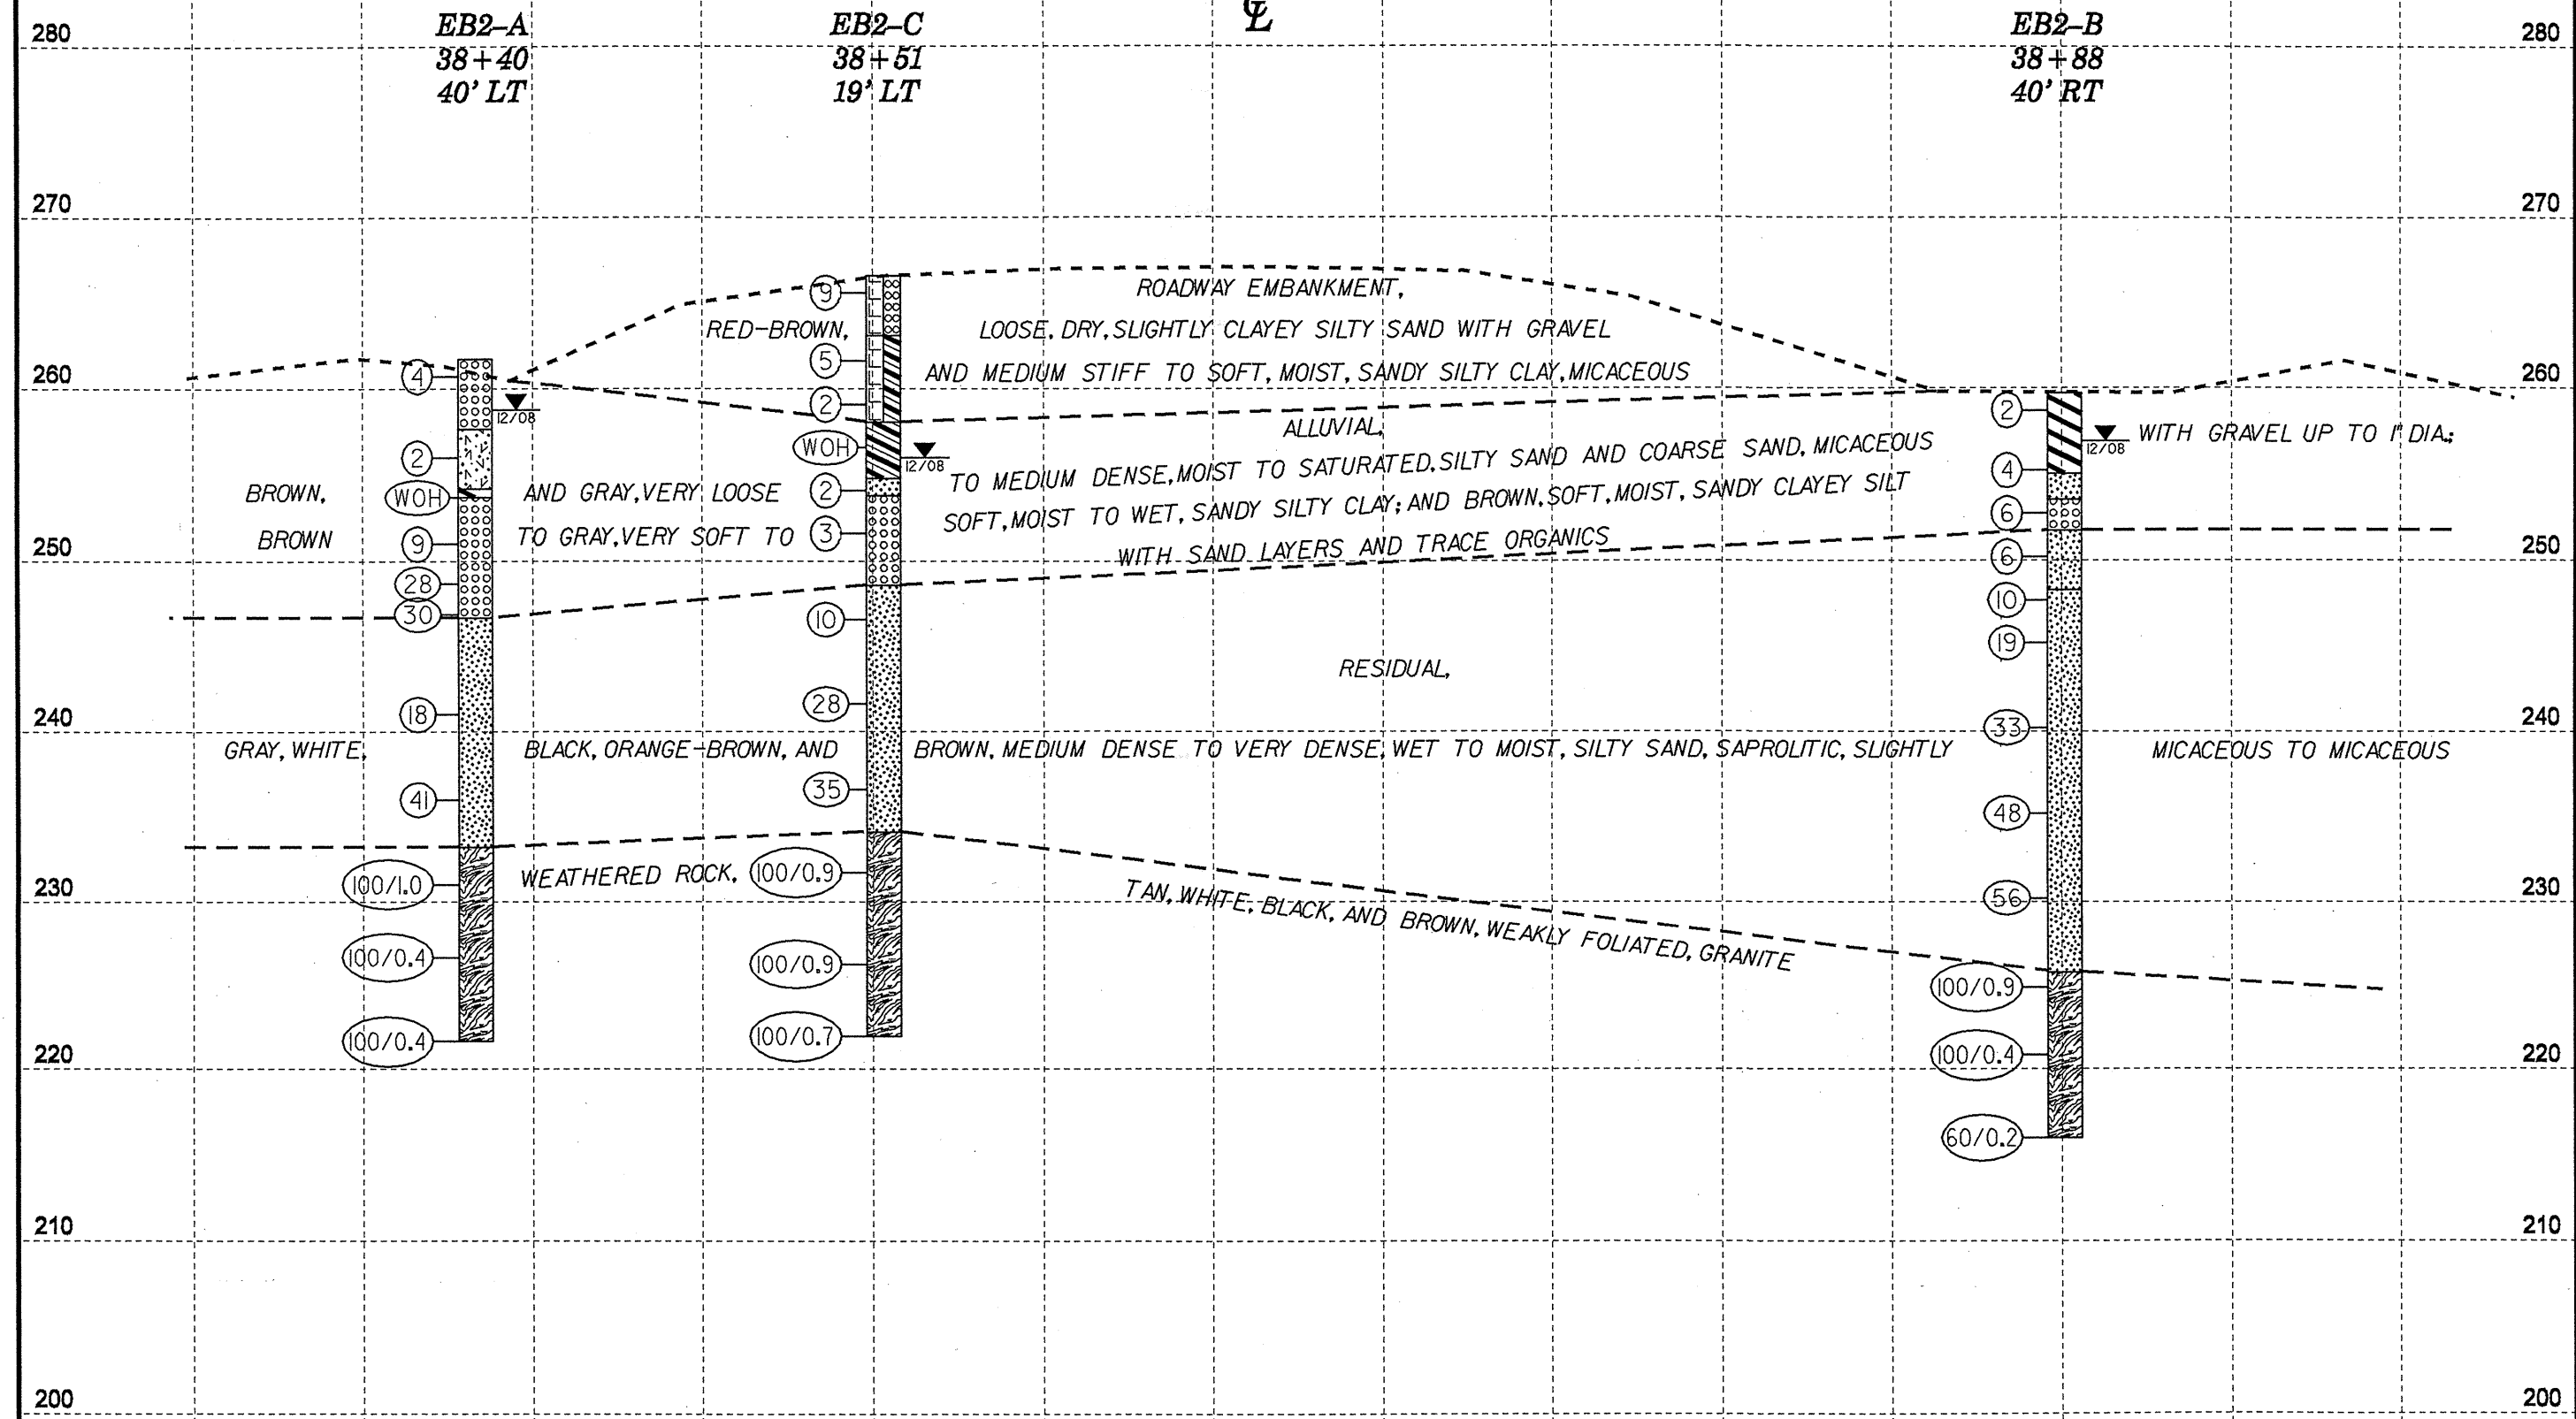 ℄
EB2-A
38+40
40' LT
EB2-C
38+51
19' LT
EB2-B
38+88
40' RT
280 280
270 270
260 260
250 250
240 240
230 230
220 220
210 210
200 200
ROADWAY EMBANKMENT,
RED-BROWN, LOOSE, DRY, SLIGHTLY CLAYEY SILTY SAND WITH GRAVEL
AND MEDIUM STIFF TO SOFT, MOIST, SANDY SILTY CLAY, MICACEOUS
ALLUVIAL,
BROWN, AND GRAY, VERY LOOSE TO MEDIUM DENSE, MOIST TO SATURATED, SILTY SAND AND COARSE SAND, MICACEOUS WITH GRAVEL UP TO 1" DIA.;
BROWN TO GRAY, VERY SOFT TO SOFT, MOIST TO WET, SANDY SILTY CLAY; AND BROWN, SOFT, MOIST, SANDY CLAYEY SILT
WITH SAND LAYERS AND TRACE ORGANICS
RESIDUAL,
GRAY, WHITE, BLACK, ORANGE-BROWN, AND BROWN, MEDIUM DENSE TO VERY DENSE, WET TO MOIST, SILTY SAND, SAPROLITIC, SLIGHTLY MICACEOUS TO MICACEOUS
WEATHERED ROCK,
TAN, WHITE, BLACK, AND BROWN, WEAKLY FOLIATED, GRANITE
4
12/08
2
WOH
9
28
30
18
41
100/1.0
100/0.4
100/0.4
9
5
2
WOH
12/08
2
3
10
28
35
100/0.9
100/0.9
100/0.7
2
12/08
4
6
6
10
19
33
48
56
100/0.9
100/0.4
60/0.2